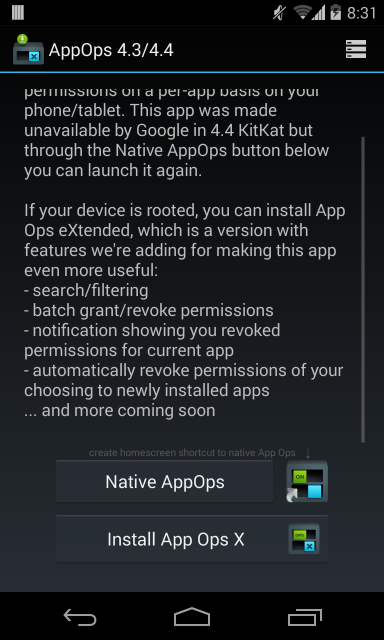 8:31
AppOps 4.3/4.4
permissions on a per-app basis on your
phone/tablet. This app was made
unavailable by Google in 4.4 KitKat but
through the Native AppOps button below
you can launch it again.
If your device is rooted, you can install App
Ops eXtended, which is a version with
features we're adding for making this app
even more useful:
- search/filtering
- batch grant/revoke permissions
- notification showing you revoked
permissions for current app
- automatically revoke permissions of your
choosing to newly installed apps
... and more coming soon
create homescreen shortcut to native App Ops ↓
Native AppOps
ON
Install App Ops X
OPS
X